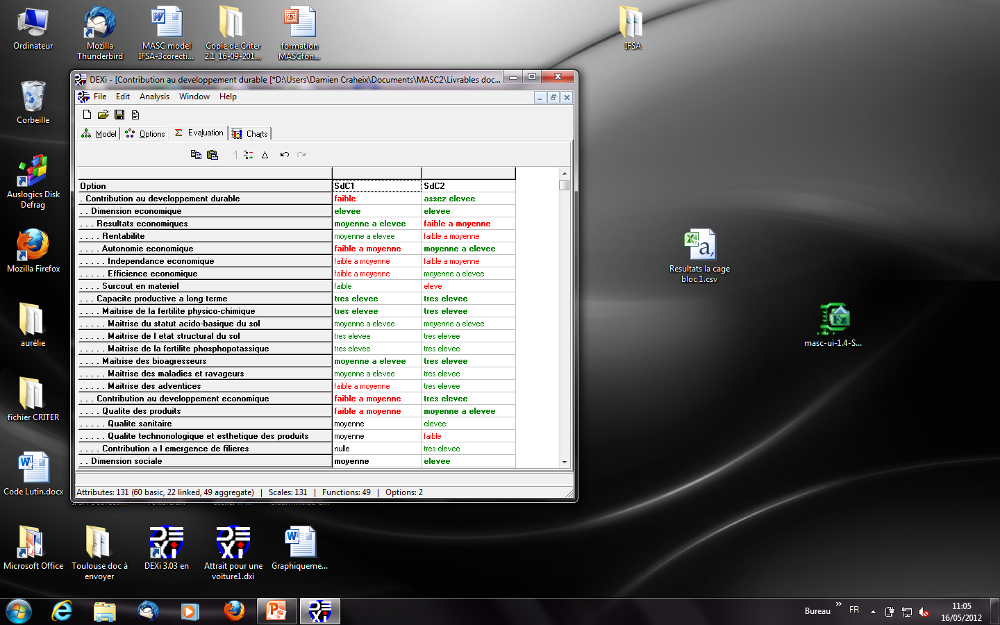 Ordinateur
Mozilla
Thunderbird
MASC model
IFSA-3corecti...
Copie de Criter
2.1_16-09-201...
formation
MASCfon...
IFSA
Corbeille
Auslogics Disk
Defrag
Mozilla Firefox
aurélie
fichier CRITER
Code Lutin.docx
DEXi - [Contribution au developpement durable [*D:\Users\Damien Craheix\Documents\MASC2\Livrables doc...
File Edit Analysis Window Help
Model Options Evaluation Charts
Option SdC1 SdC2
. Contribution au developpement durable faible assez elevee
. . Dimension economique elevee elevee
. . . Resultats economiques moyenne a elevee faible a moyenne
. . . . Rentabilite moyenne a elevee faible a moyenne
. . . . Autonomie economique faible a moyenne moyenne a elevee
. . . . . Independance economique faible a moyenne faible a moyenne
. . . . . Efficience economique faible a moyenne moyenne a elevee
. . . . Surcout en materiel faible eleve
. . . Capacite productive a long terme tres elevee tres elevee
. . . . Maitrise de la fertilite physico-chimique tres elevee tres elevee
. . . . . Maitrise du statut acido-basique du sol moyenne a elevee moyenne a elevee
. . . . . Maitrise de l etat structural du sol tres elevee tres elevee
. . . . . Maitrise de la fertilite phosphopotassique tres elevee tres elevee
. . . . Maitrise des bioagresseurs moyenne a elevee tres elevee
. . . . . Maitrise des maladies et ravageurs moyenne a elevee tres elevee
. . . . . Maitrise des adventices faible a moyenne tres elevee
. . . Contribution au developpement economique faible a moyenne tres elevee
. . . . Qualite des produits faible a moyenne moyenne a elevee
. . . . . Qualite sanitaire moyenne elevee
. . . . . Qualite technonologique et esthetique des produits moyenne faible
. . . . Contribution a l emergence de filieres nulle tres elevee
. . Dimension sociale moyenne elevee
Attributes: 131 (60 basic, 22 linked, 49 aggregate) | Scales: 131 | Functions: 49 | Options: 2
Resultats la cage
bloc 1.csv
masc-ui-1.4-S...
Microsoft Office
Toulouse doc à
envoyer
DEXi 3.03 en
Attrait pour une
voiture1.dxi
Graphiqueme...
Bureau
FR
11:05
16/05/2012